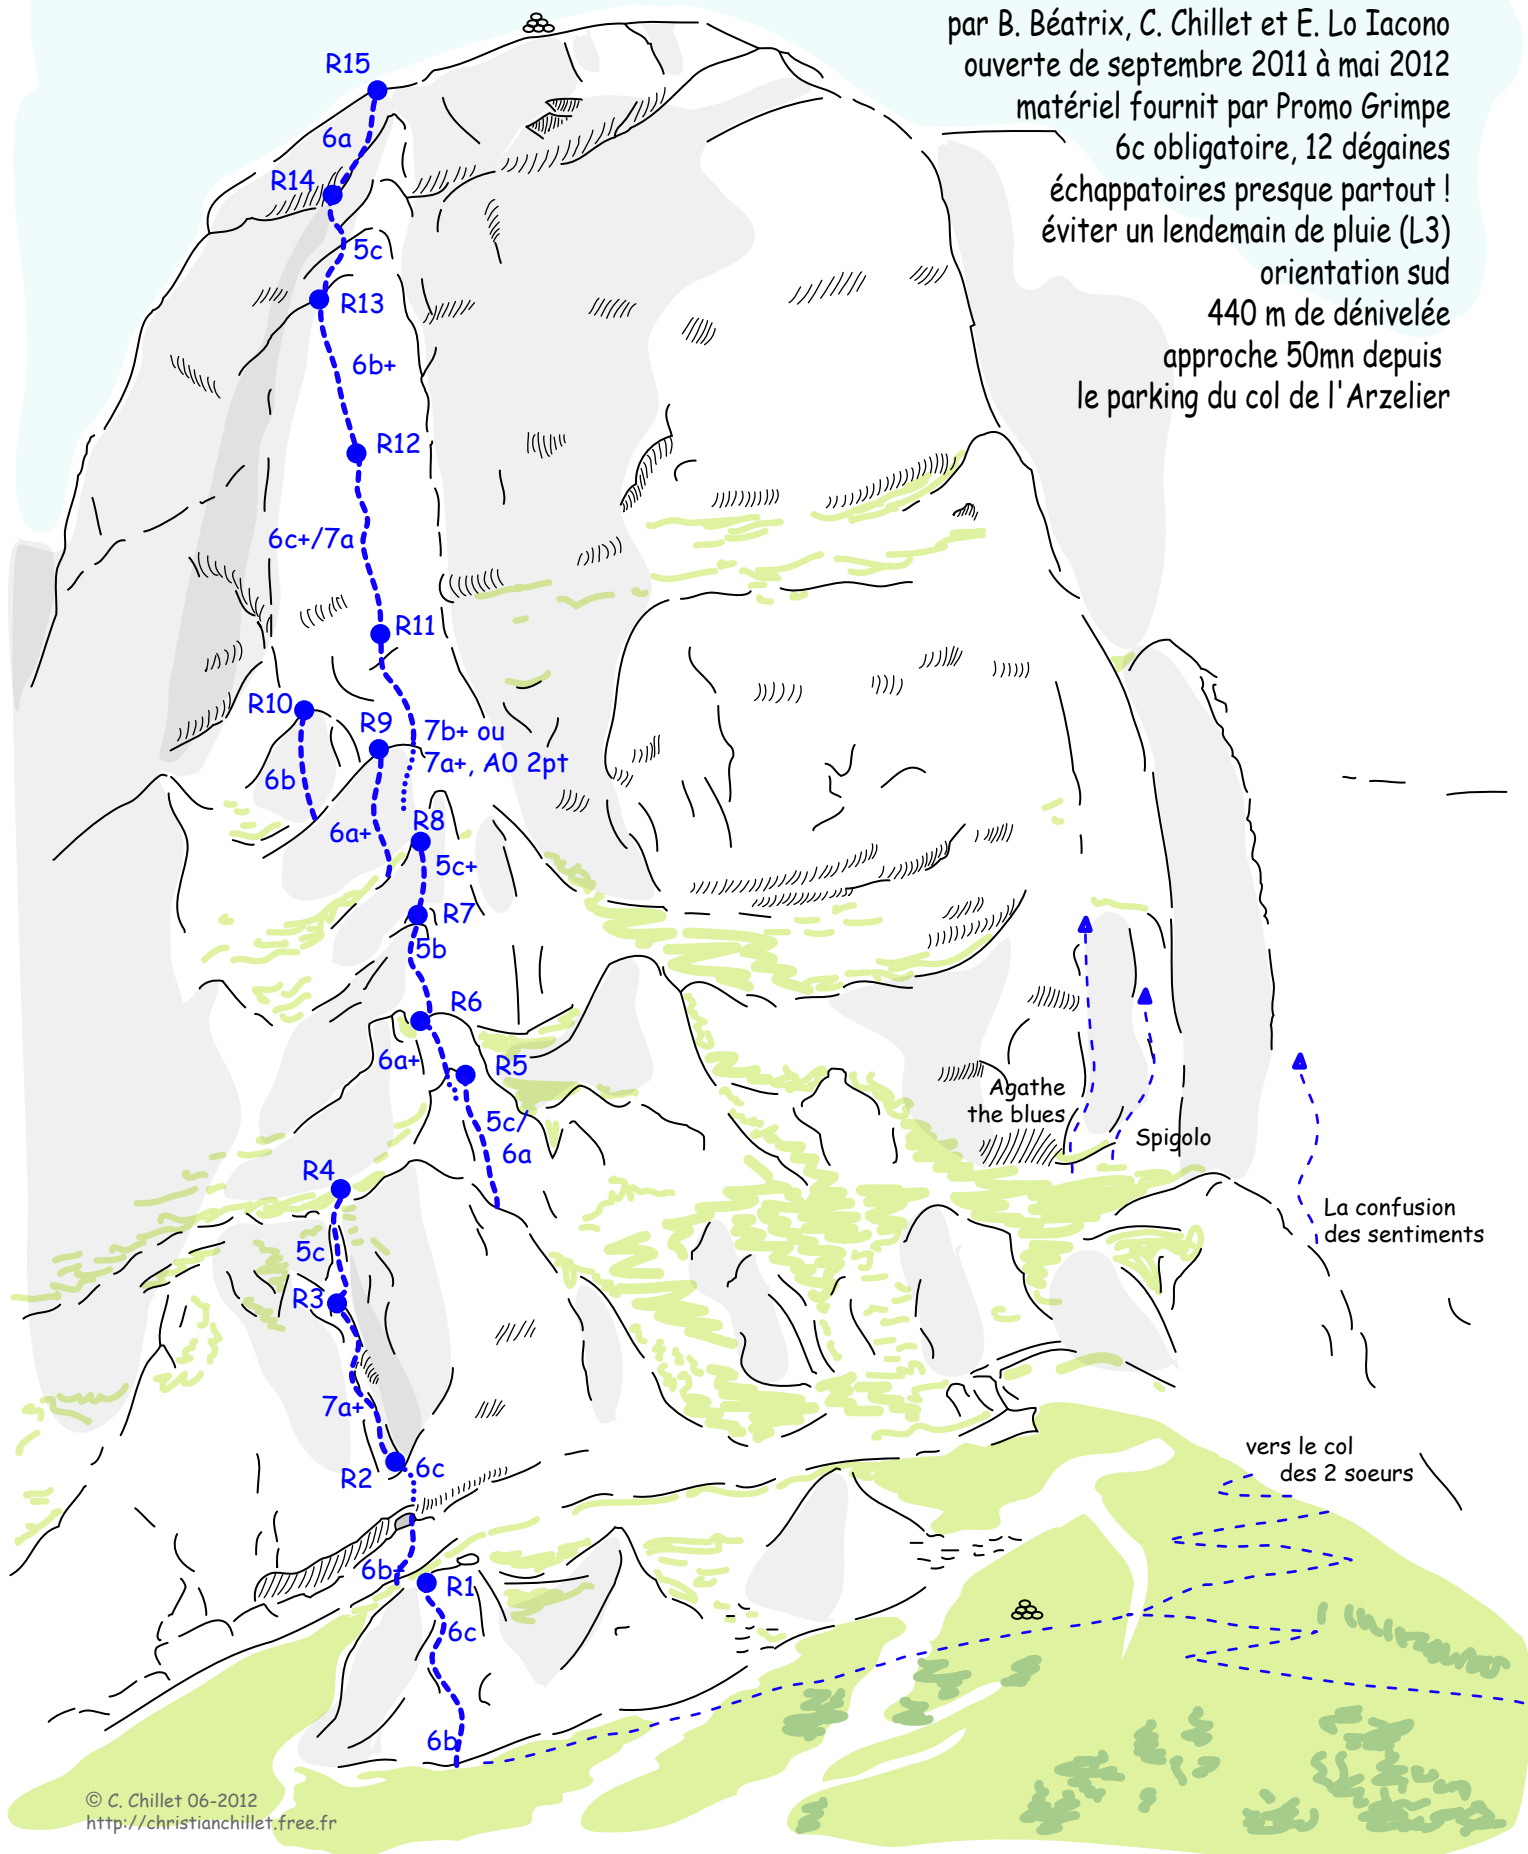 par B. Béatrix, C. Chillet et E. Lo Iacono
ouverte de septembre 2011 à mai 2012
matériel fournit par Promo Grimpe
6c obligatoire, 12 dégaines
échappatoires presque partout !
éviter un lendemain de pluie (L3)
orientation sud
440 m de dénivelée
approche 50mn depuis
le parking du col de l'Arzelier
R15
6a
R14
5c
R13
6b+
R12
6c+/7a
R11
R10
R9
7b+ ou
7a+, A0 2pt
6b
6a+
R8
5c+
R7
5b
R6
6a+
R5
5c/
6a
Agathe
the blues
Spigolo
La confusion
des sentiments
R4
5c
R3
7a+
R2
6c
vers le col
des 2 soeurs
6b+
R1
6c
6b
© C. Chillet 06-2012
http://christianchillet.free.fr